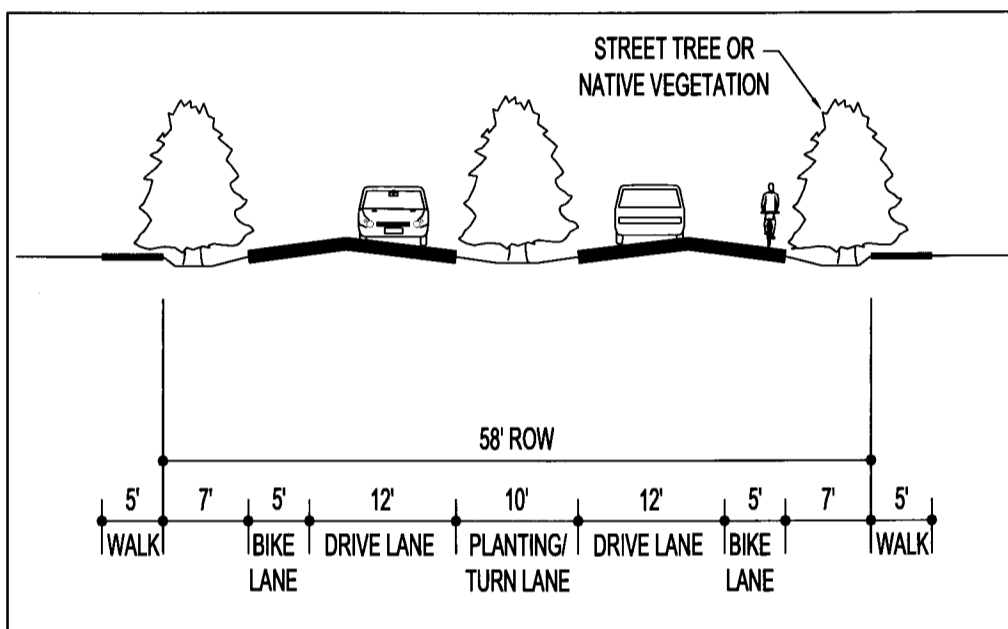 STREET TREE OR
NATIVE VEGETATION
58' ROW
5' 7' 5' 12' 10' 12' 5' 7' 5'
WALK BIKE DRIVE LANE PLANTING/ DRIVE LANE BIKE WALK
LANE TURN LANE LANE